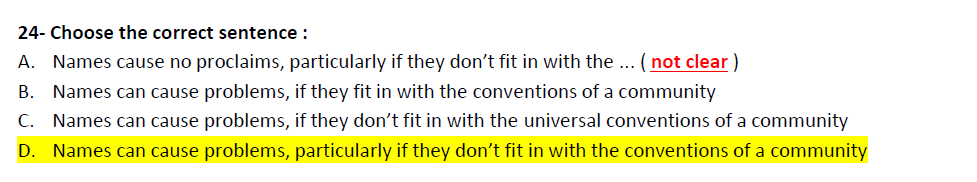 24- Choose the correct sentence :
A. Names cause no proclaims, particularly if they don’t fit in with the ... ( not clear )
B. Names can cause problems, if they fit in with the conventions of a community
C. Names can cause problems, if they don’t fit in with the universal conventions of a community
D. Names can cause problems, particularly if they don’t fit in with the conventions of a community